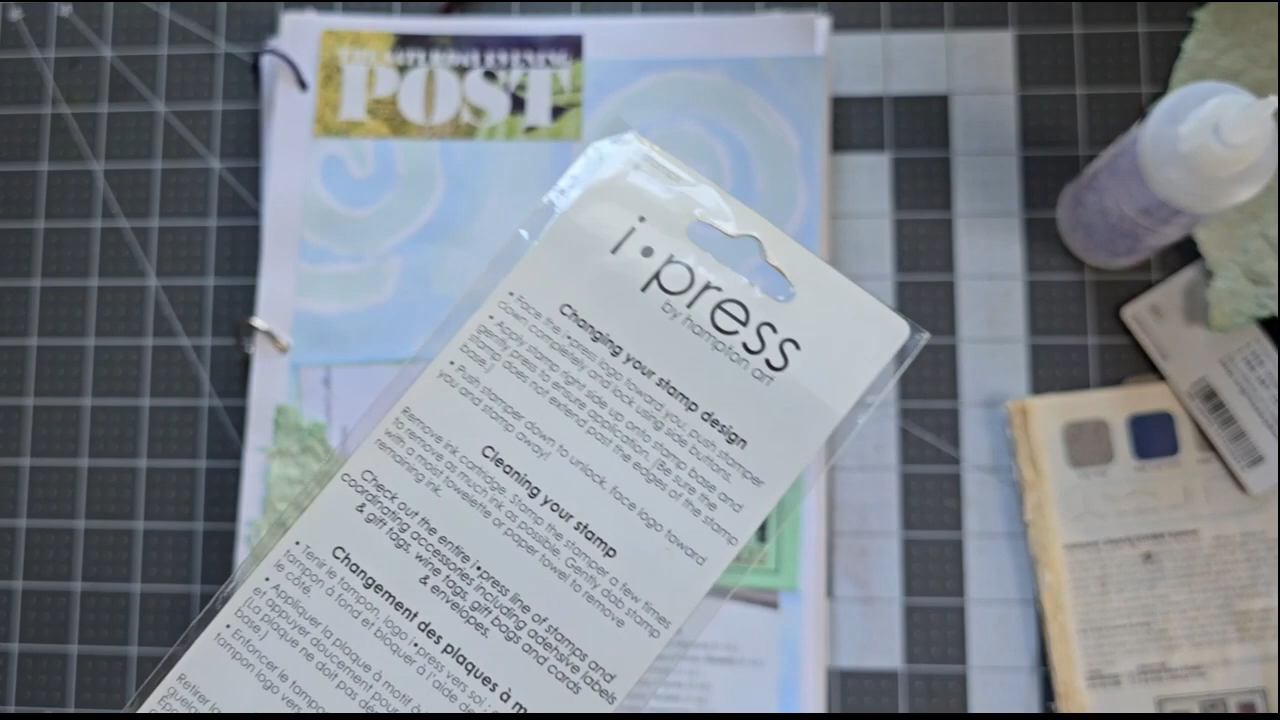 POST
i•press
by hampton art
Changing your stamp design
• Face the i•press logo toward you, push stamper
down completely and lock using side buttons.
• Apply stamp right side up onto stamp base and
gently press to ensure application. (Be sure the
stamp does not extend past the edges of the stamp
base.)
• Push stamper down to unlock, face logo toward
you and stamp away!
Cleaning your stamp
Remove ink cartridge. Stamp the stamper a few times
to remove as much ink as possible. Gently dab stamp
with a moist towelette or paper towel to remove
remaining ink.
Check out the entire i•press line of stamps and
coordinating accessories including adehsive labels
& gift tags, wine tags, gift bags and cards
& envelopes.
Changement des plaques à m
• Tenir le tampon, logo i•press vers soi;
tampon à fond et bloquer à l'aide de
le côté.
• Appliquer la plaque à motif à
et appuyer doucement pour
(La plaque ne doit pas dé
base.)
• Enfoncer le tampo
tampon logo vers
Retirer la
quelques